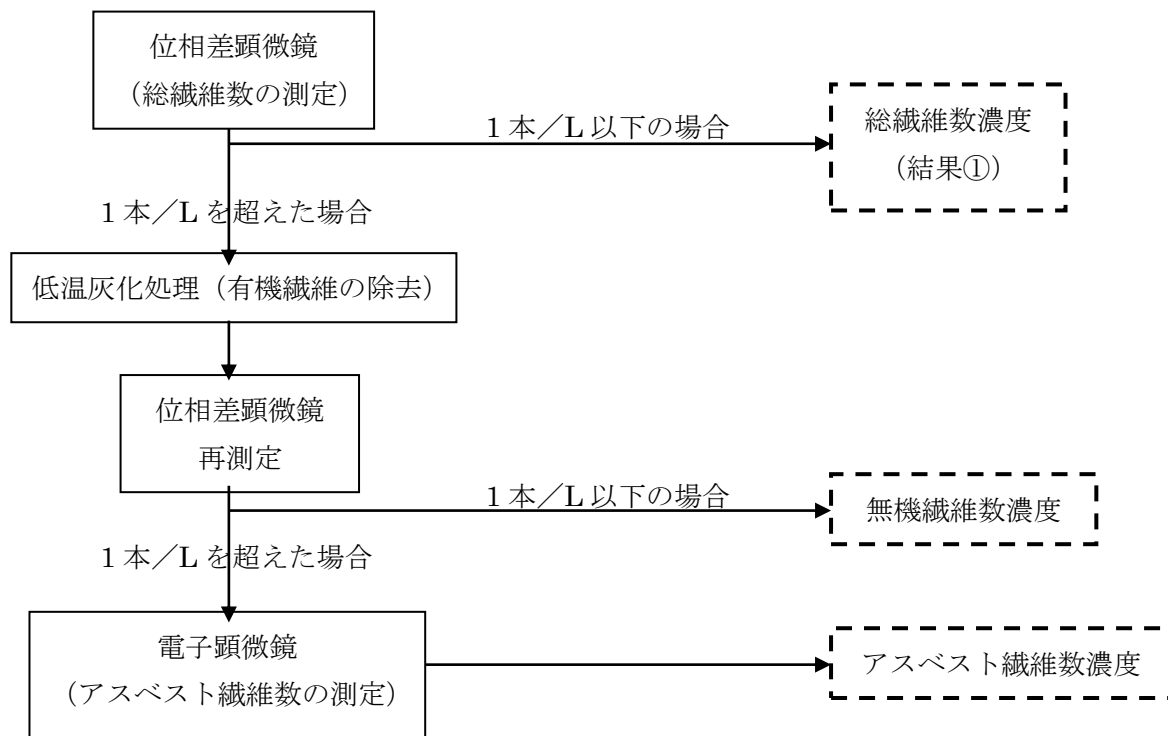 位相差顕微鏡
（総繊維数の測定）
１本／L 以下の場合
総繊維数濃度
（結果①）
１本／L を超えた場合
低温灰化処理（有機繊維の除去）
位相差顕微鏡
再測定
１本／L 以下の場合
無機繊維数濃度
１本／L を超えた場合
電子顕微鏡
（アスベスト繊維数の測定）
アスベスト繊維数濃度